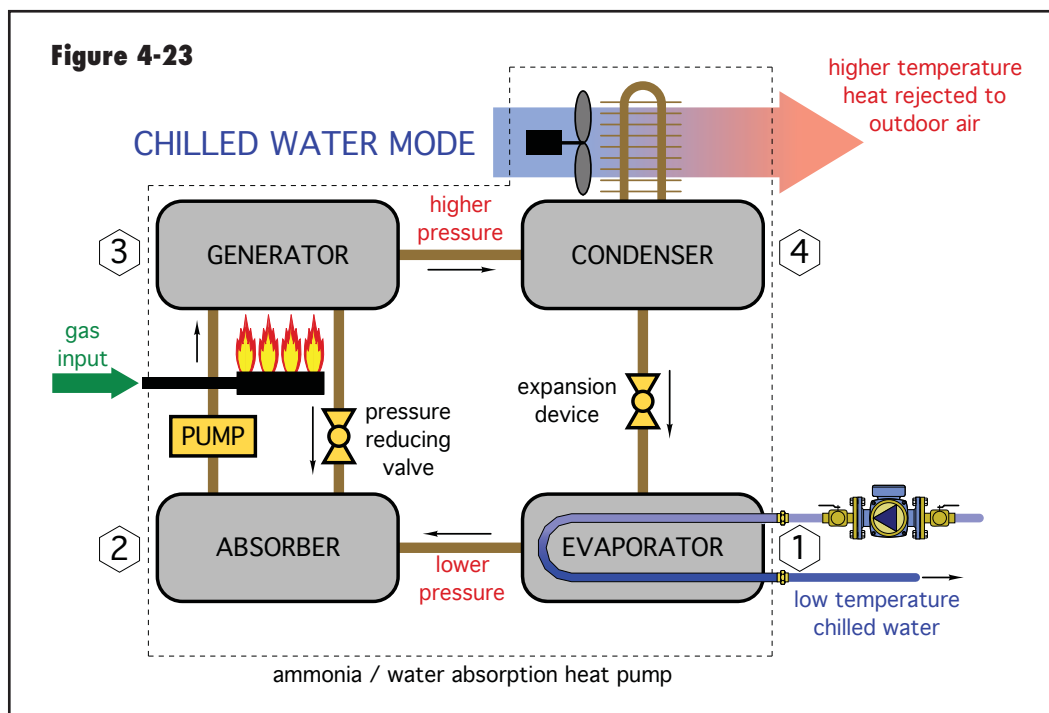 Figure 4-23
higher temperature
heat rejected to
outdoor air
CHILLED WATER MODE
higher
pressure
3
GENERATOR
CONDENSER
4
gas
input
PUMP
pressure
reducing
valve
expansion
device
2
ABSORBER
EVAPORATOR
1
lower
pressure
low temperature
chilled water
ammonia / water absorption heat pump